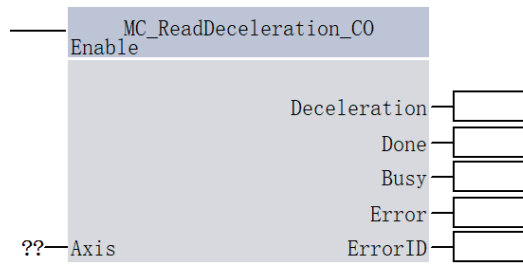 MC_ReadDeceleration_CO
Enable
Deceleration
Done
Busy
Error
?? Axis ErrorID